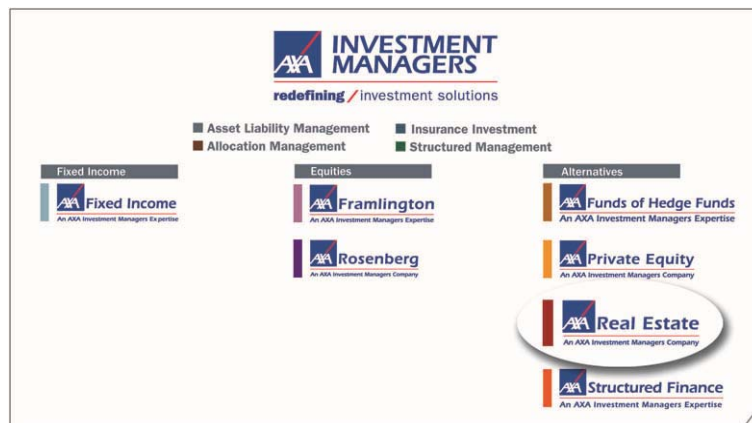 AXA INVESTMENT
MANAGERS
redefining / investment solutions
Asset Liability Management Insurance Investment
Allocation Management Structured Management
Fixed Income
AXA Fixed Income
An AXA Investment Managers Expertise
Equities
AXA Framlington
An AXA Investment Managers Expertise
AXA Rosenberg
An AXA Investment Managers Company
Alternatives
AXA Funds of Hedge Funds
An AXA Investment Managers Expertise
AXA Private Equity
An AXA Investment Managers Company
AXA Real Estate
An AXA Investment Managers Company
AXA Structured Finance
An AXA Investment Managers Expertise